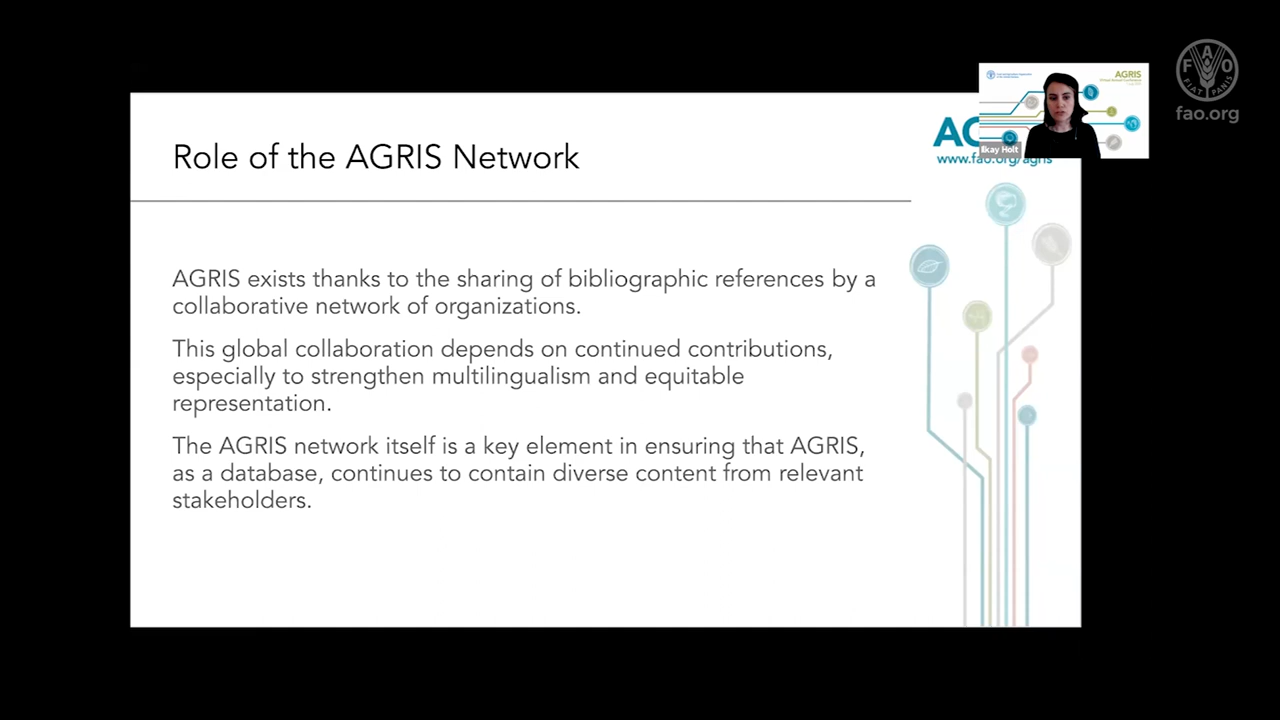 Role of the AGRIS Network
AGRIS exists thanks to the sharing of bibliographic references by a
collaborative network of organizations.
This global collaboration depends on continued contributions,
especially to strengthen multilingualism and equitable
representation.
The AGRIS network itself is a key element in ensuring that AGRIS,
as a database, continues to contain diverse content from relevant
stakeholders.
AGRIS
Ilkay Holt
www.fao.org/agris
FAO
FIAT PANIS
fao.org